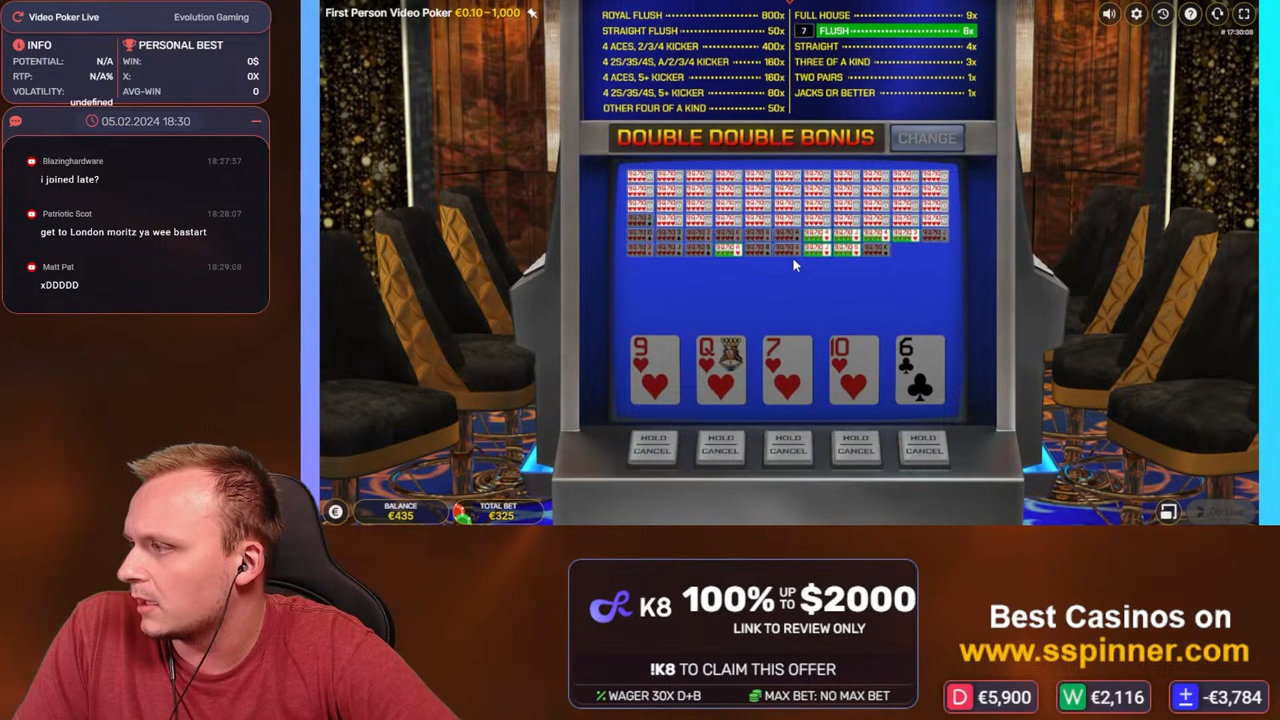 Video Poker Live
Evolution Gaming
INFO
PERSONAL BEST
POTENTIAL: N/A
WIN: 0$
RTP: N/A%
X: 0X
VOLATILITY:
AVG-WIN 0
undefined
05.02.2024 18:30
Blazinghardware 18:27:57
i joined late?
Patriotic Scot 18:28:07
get to London moritz ya wee bastart
Matt Pat 18:29:08
xDDDDD
First Person Video Poker €0.10–1,000
# 17:30:08
ROYAL FLUSH 800x
STRAIGHT FLUSH 50x
4 ACES, 2/3/4 KICKER 400x
4 2S/3S/4S, A/2/3/4 KICKER 160x
4 ACES, 5+ KICKER 160x
4 2S/3S/4S, 5+ KICKER 80x
OTHER FOUR OF A KIND 50x
FULL HOUSE 9x
7 FLUSH 6x
STRAIGHT 4x
THREE OF A KIND 3x
TWO PAIRS 1x
JACKS OR BETTER 1x
DOUBLE DOUBLE BONUS
CHANGE
9 Q 7 10 6
HOLD CANCEL
HOLD CANCEL
HOLD CANCEL
HOLD CANCEL
HOLD CANCEL
BALANCE
€435
TOTAL BET
€325
K8 100% UP TO $2000
LINK TO REVIEW ONLY
!K8 TO CLAIM THIS OFFER
WAGER 30X D+B
MAX BET: NO MAX BET
Best Casinos on
www.sspinner.com
D €5,900
W €2,116
± -€3,784